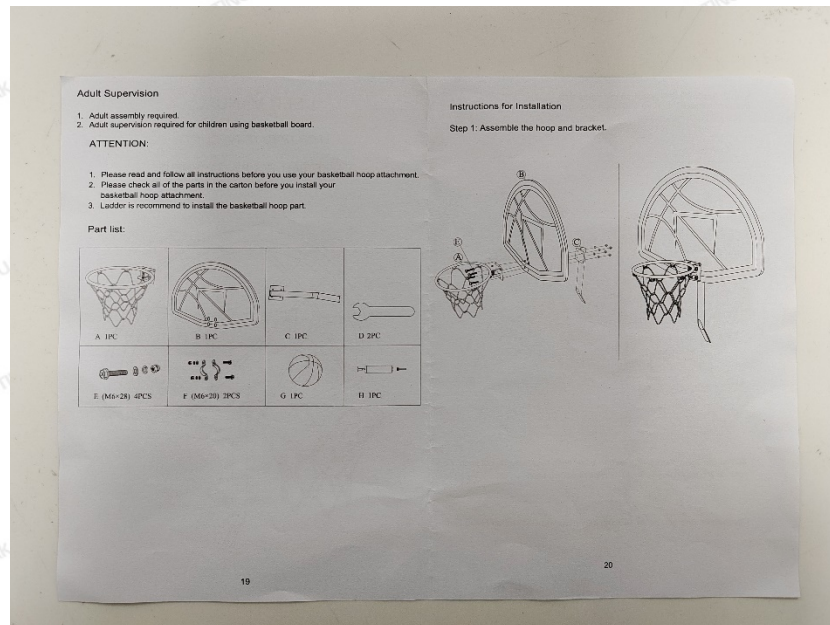 Adult Supervision
1. Adult assembly required.
2. Adult supervision required for children using basketball board.
ATTENTION:
1. Please read and follow all instructions before you use your basketball hoop attachment.
2. Please check all of the parts in the carton before you install your
basketball hoop attachment.
3. Ladder is recommend to install the basketball hoop part.
Part list:
A 1PC
B 1PC
C 1PC
D 2PC
E (M6×28) 4PCS
F (M6×20) 2PCS
G 1PC
H 1PC
19
Instructions for Installation
Step 1: Assemble the hoop and bracket.
B
E
C
A
20